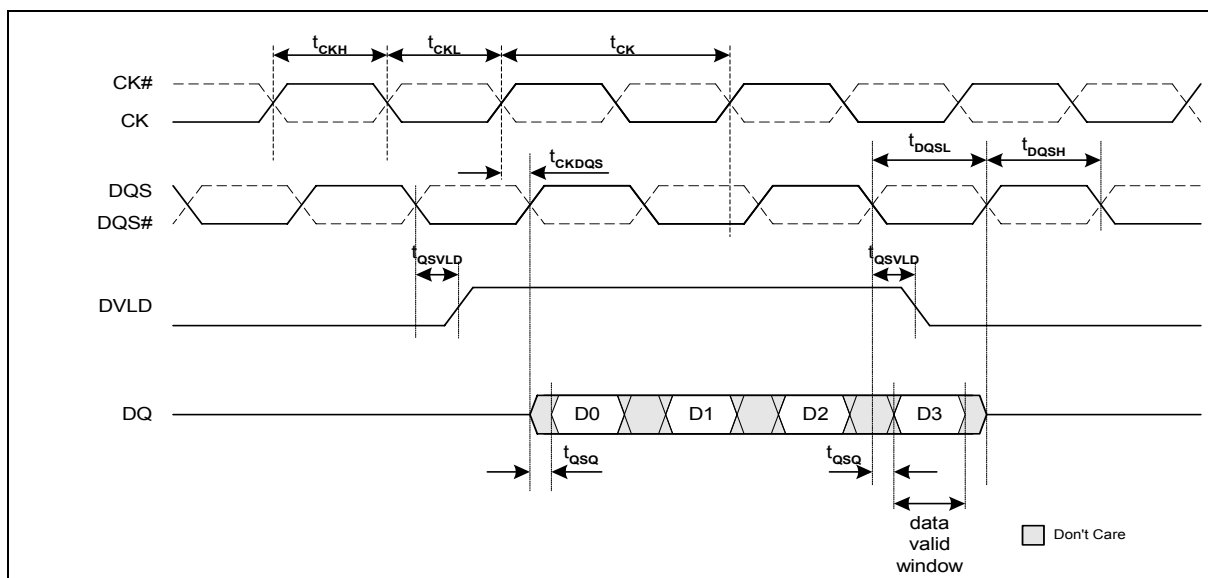 tCKH
tCKL
tCK
CK#
CK
tCKDQS
tDQSL
tDQSH
DQS
DQS#
tQSVLD
tQSVLD
DVLD
DQ
D0
D1
D2
D3
tQSQ
tQSQ
data
valid
window
Don't Care